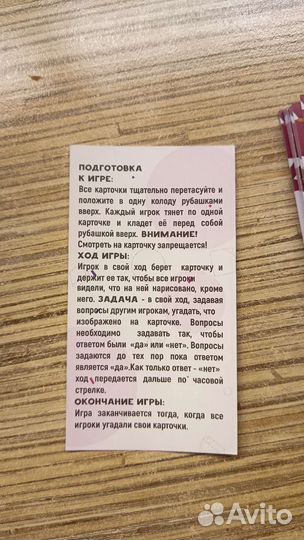 ПОДГОТОВКА
К ИГРЕ:
Все карточки тщательно перетасуйте и
положите в одну колоду рубашками
вверх. Каждый игрок тянет по одной
карточке и кладет её перед собой
рубашкой вверх. ВНИМАНИЕ!
Смотреть на карточку запрещается!
ХОД ИГРЫ:
Игрок в свой ход берет карточку и
держит ее так, чтобы все игроки
видели, что на ней нарисовано, кроме
него. ЗАДАЧА - в свой ход, задавая
вопросы другим игрокам, угадать, что
изображено на карточке. Вопросы
необходимо задавать так, чтобы
ответом были «да» или «нет». Вопросы
задаются до тех пор пока ответом
является «да».Как только ответ - «нет»
ход передается дальше по часовой
стрелке.
ОКОНЧАНИЕ ИГРЫ:
Игра заканчивается тогда, когда все
игроки угадали свои карточки.
Avito